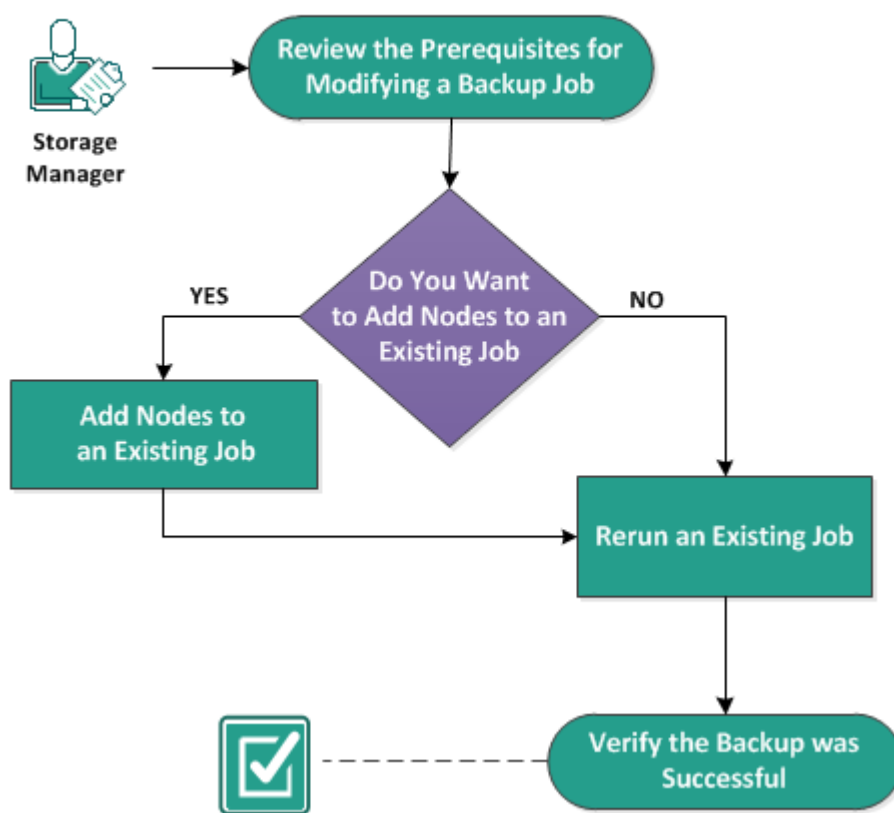 Review the Prerequisites for
Modifying a Backup Job
Storage
Manager
Do You Want
to Add Nodes to an
Existing Job
YES
NO
Add Nodes to
an Existing Job
Rerun an Existing Job
Verify the Backup was
Successful